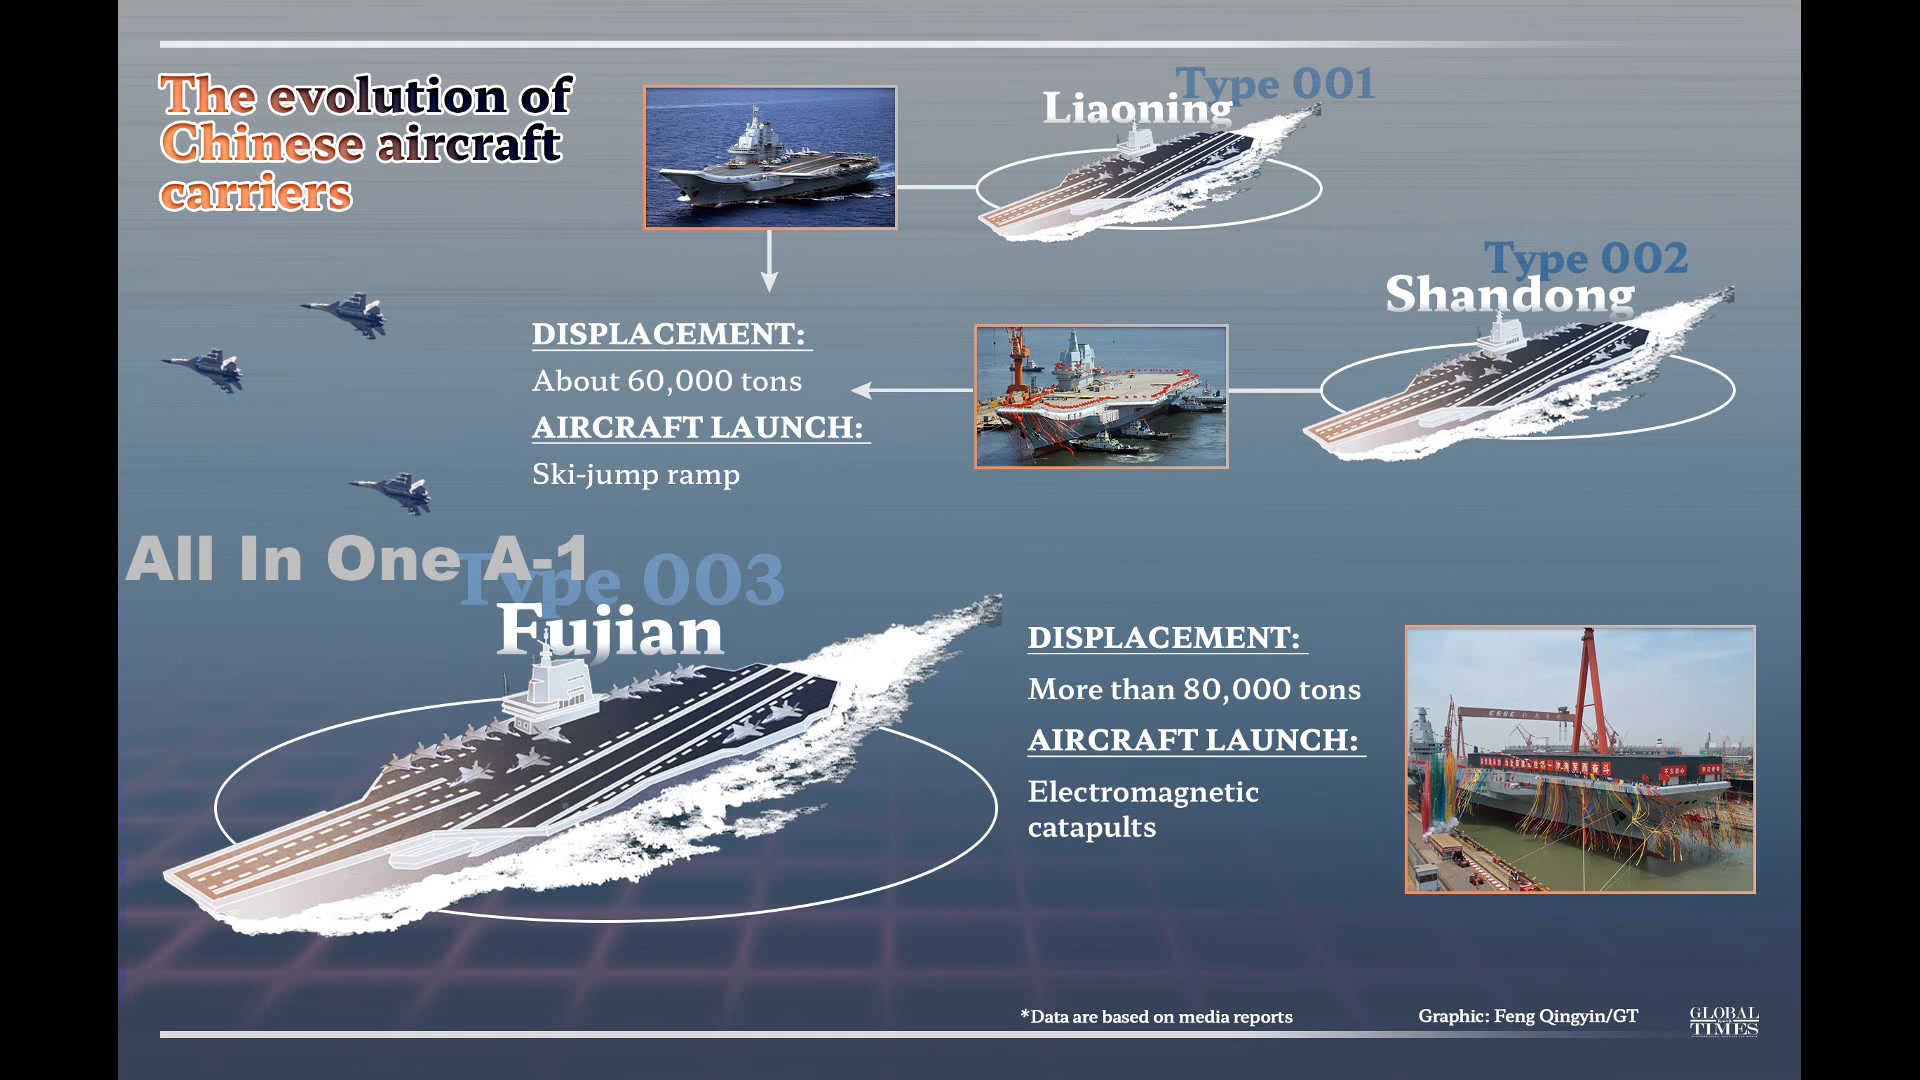 The evolution of
Chinese aircraft
carriers
Type 001
Liaoning
Type 002
Shandong
DISPLACEMENT:
About 60,000 tons
AIRCRAFT LAUNCH:
Ski-jump ramp
All In One A-1
Type 003
Fujian
DISPLACEMENT:
More than 80,000 tons
AIRCRAFT LAUNCH:
Electromagnetic
catapults
*Data are based on media reports
Graphic: Feng Qingyin/GT
GLOBAL
TIMES